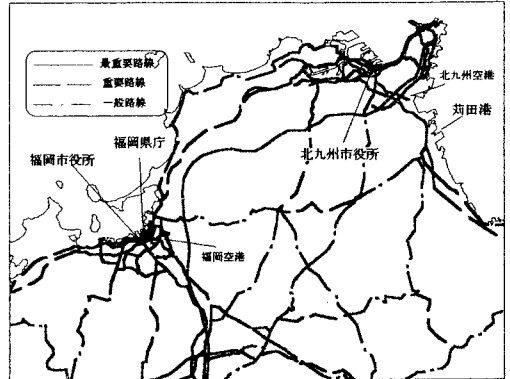 最重要路線
重要路線
一般路線
北九州空港
苅田港
福岡県庁
福岡市役所
北九州市役所
福岡空港